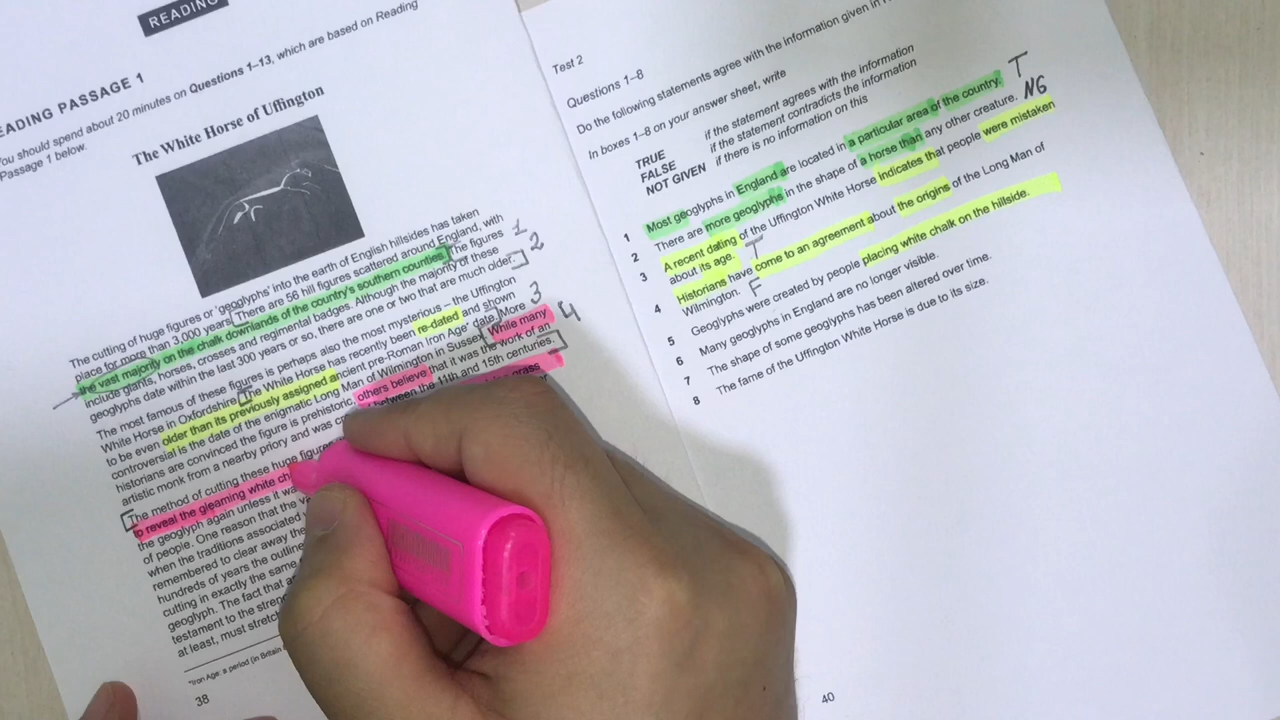 READING
EADING PASSAGE 1
You should spend about 20 minutes on Questions 1–13, which are based on Reading
Passage 1 below.
The White Horse of Uffington
The cutting of huge figures or 'geoglyphs' into the earth of English hillsides has taken
place for more than 3,000 years. There are 56 hill figures scattered around England, with
the vast majority on the chalk downlands of the country's southern counties. The figures 1
include giants, horses, crosses and regimental badges. Although the majority of these 2
geoglyphs date within the last 300 years or so, there are one or two that are much older.
The most famous of these figures is perhaps also the most mysterious – the Uffington
White Horse in Oxfordshire. The White Horse has recently been re-dated and shown
to be even older than its previously assigned ancient pre-Roman Iron Age* date. More 3
controversial is the date of the enigmatic Long Man of Wilmington in Sussex. While many 4
historians are convinced the figure is prehistoric, others believe that it was the work of an
artistic monk from a nearby priory and was between the 11th and 15th centuries.
The method of cutting these huge figures grass
to reveal the gleaming white
the geoglyph again unless it was
of people. One reason that the
when the traditions associated
remembered to clear away the
hundreds of years the outline
cutting in exactly the same
geoglyph. The fact that
testament to the
at least, must stretch
*Iron Age: a period (in Britain
38
Test 2
Questions 1–8
Do the following statements agree with the information given in
In boxes 1–8 on your answer sheet, write
TRUE if the statement agrees with the information
FALSE if the statement contradicts the information
NOT GIVEN if there is no information on this
1 Most geoglyphs in England are located in a particular area of the country. T
2 There are more geoglyphs in the shape of a horse than any other creature. NG
3 A recent dating of the Uffington White Horse indicates that people were mistaken
about its age. T
4 Historians have come to an agreement about the origins of the Long Man of
Wilmington. F
5 Geoglyphs were created by people placing white chalk on the hillside.
6 Many geoglyphs in England are no longer visible.
7 The shape of some geoglyphs has been altered over time.
8 The fame of the Uffington White Horse is due to its size.
40